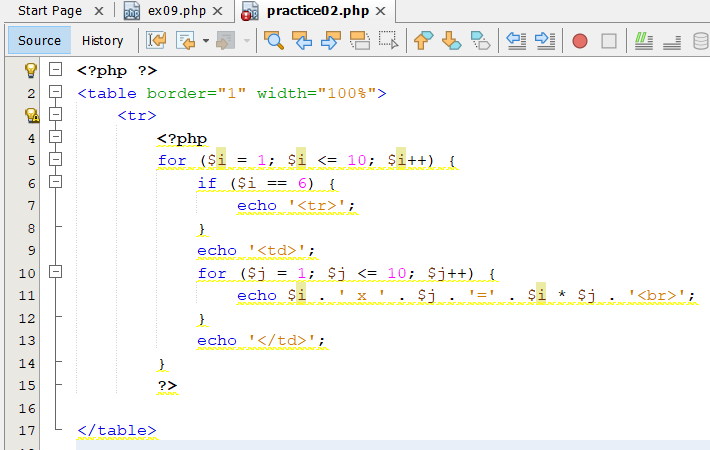 Start Page ex09.php practice02.php
Source History
<?php ?>
2 <table border="1" width="100%">
<tr>
4 <?php
5 for ($i = 1; $i <= 10; $i++) {
6 if ($i == 6) {
7 echo '<tr>';
8 }
9 echo '<td>';
10 for ($j = 1; $j <= 10; $j++) {
11 echo $i . ' x ' . $j . '=' . $i * $j . '<br>';
12 }
13 echo '</td>';
14 }
15 ?>
16
17 </table>